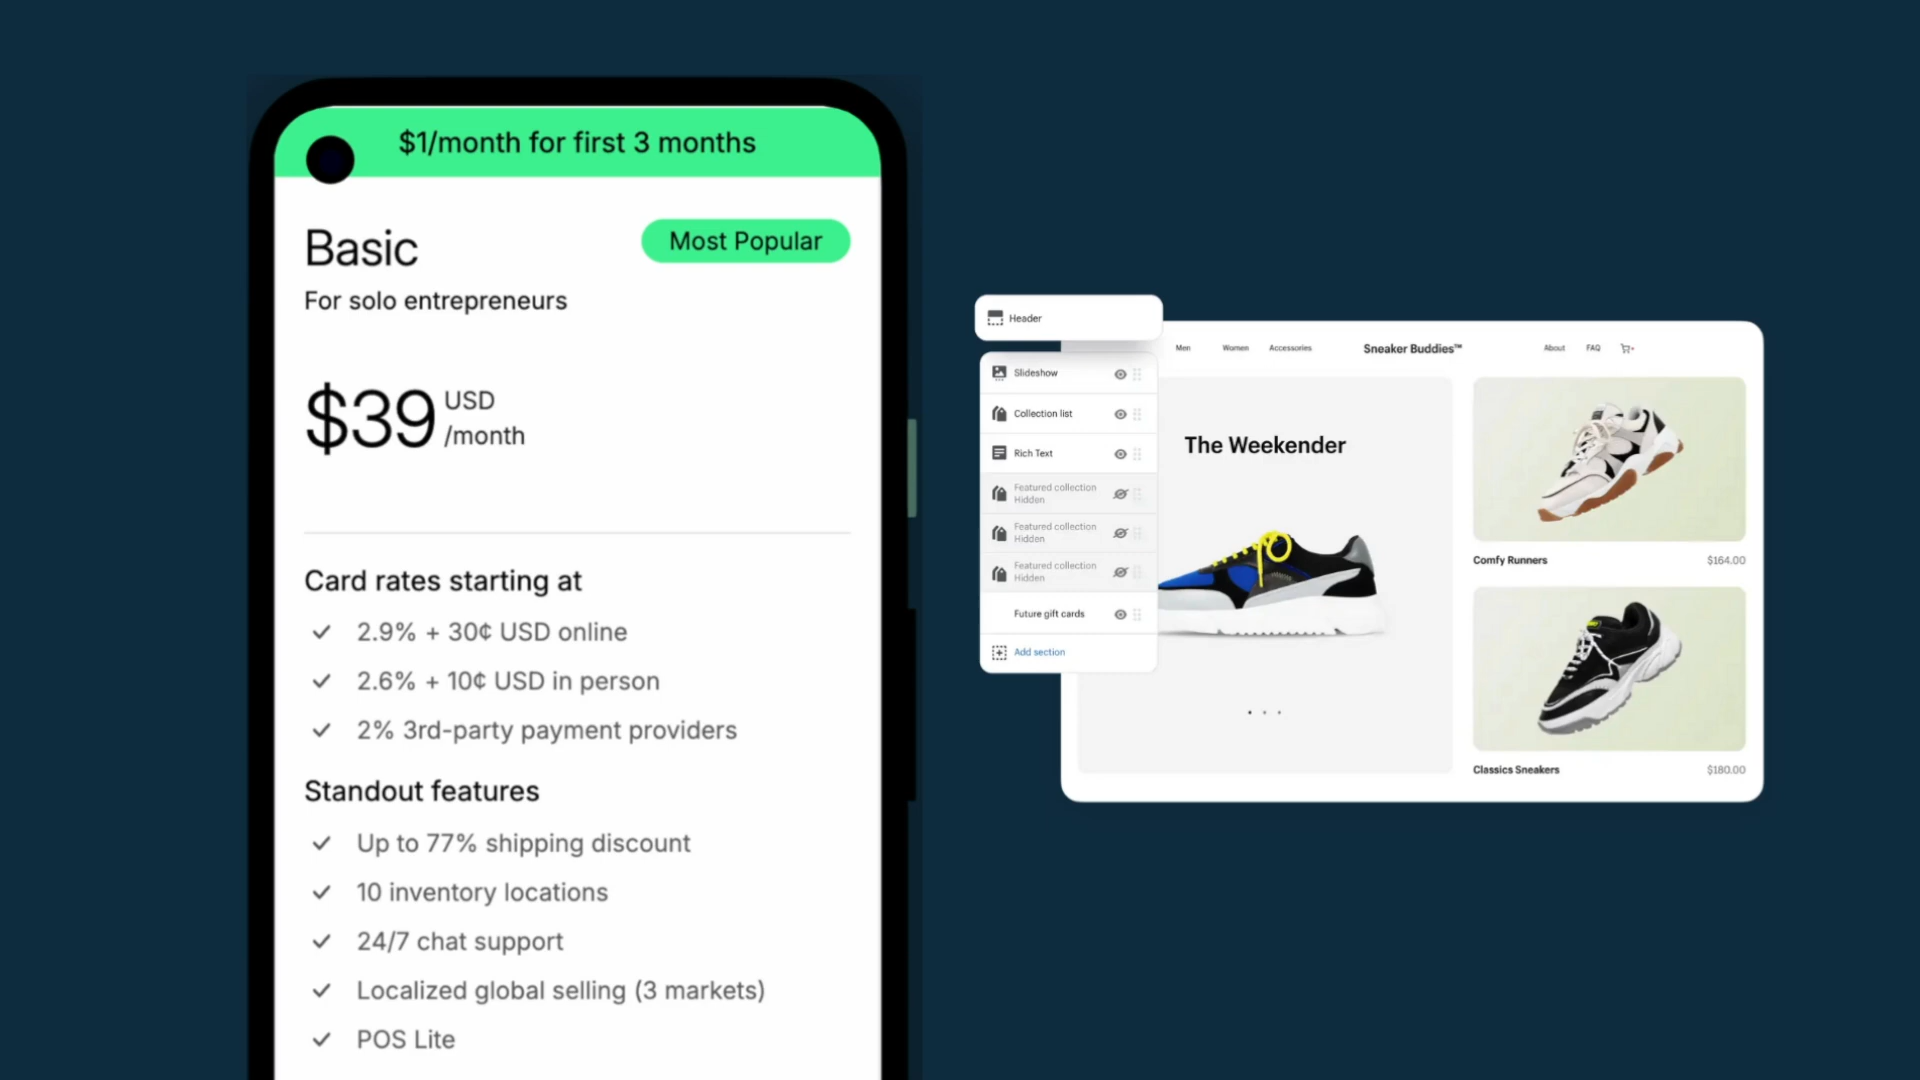 $1/month for first 3 months
Basic
Most Popular
For solo entrepreneurs
$39
USD
/month
Card rates starting at
2.9% + 30¢ USD online
2.6% + 10¢ USD in person
2% 3rd-party payment providers
Standout features
Up to 77% shipping discount
10 inventory locations
24/7 chat support
Localized global selling (3 markets)
POS Lite
Header
Slideshow
Collection list
Rich Text
Featured collection
Hidden
Featured collection
Hidden
Featured collection
Hidden
Future gift cards
Add section
Men
Women
Accessories
Sneaker Buddies™
About
FAQ
The Weekender
Comfy Runners
$164.00
Classics Sneakers
$180.00